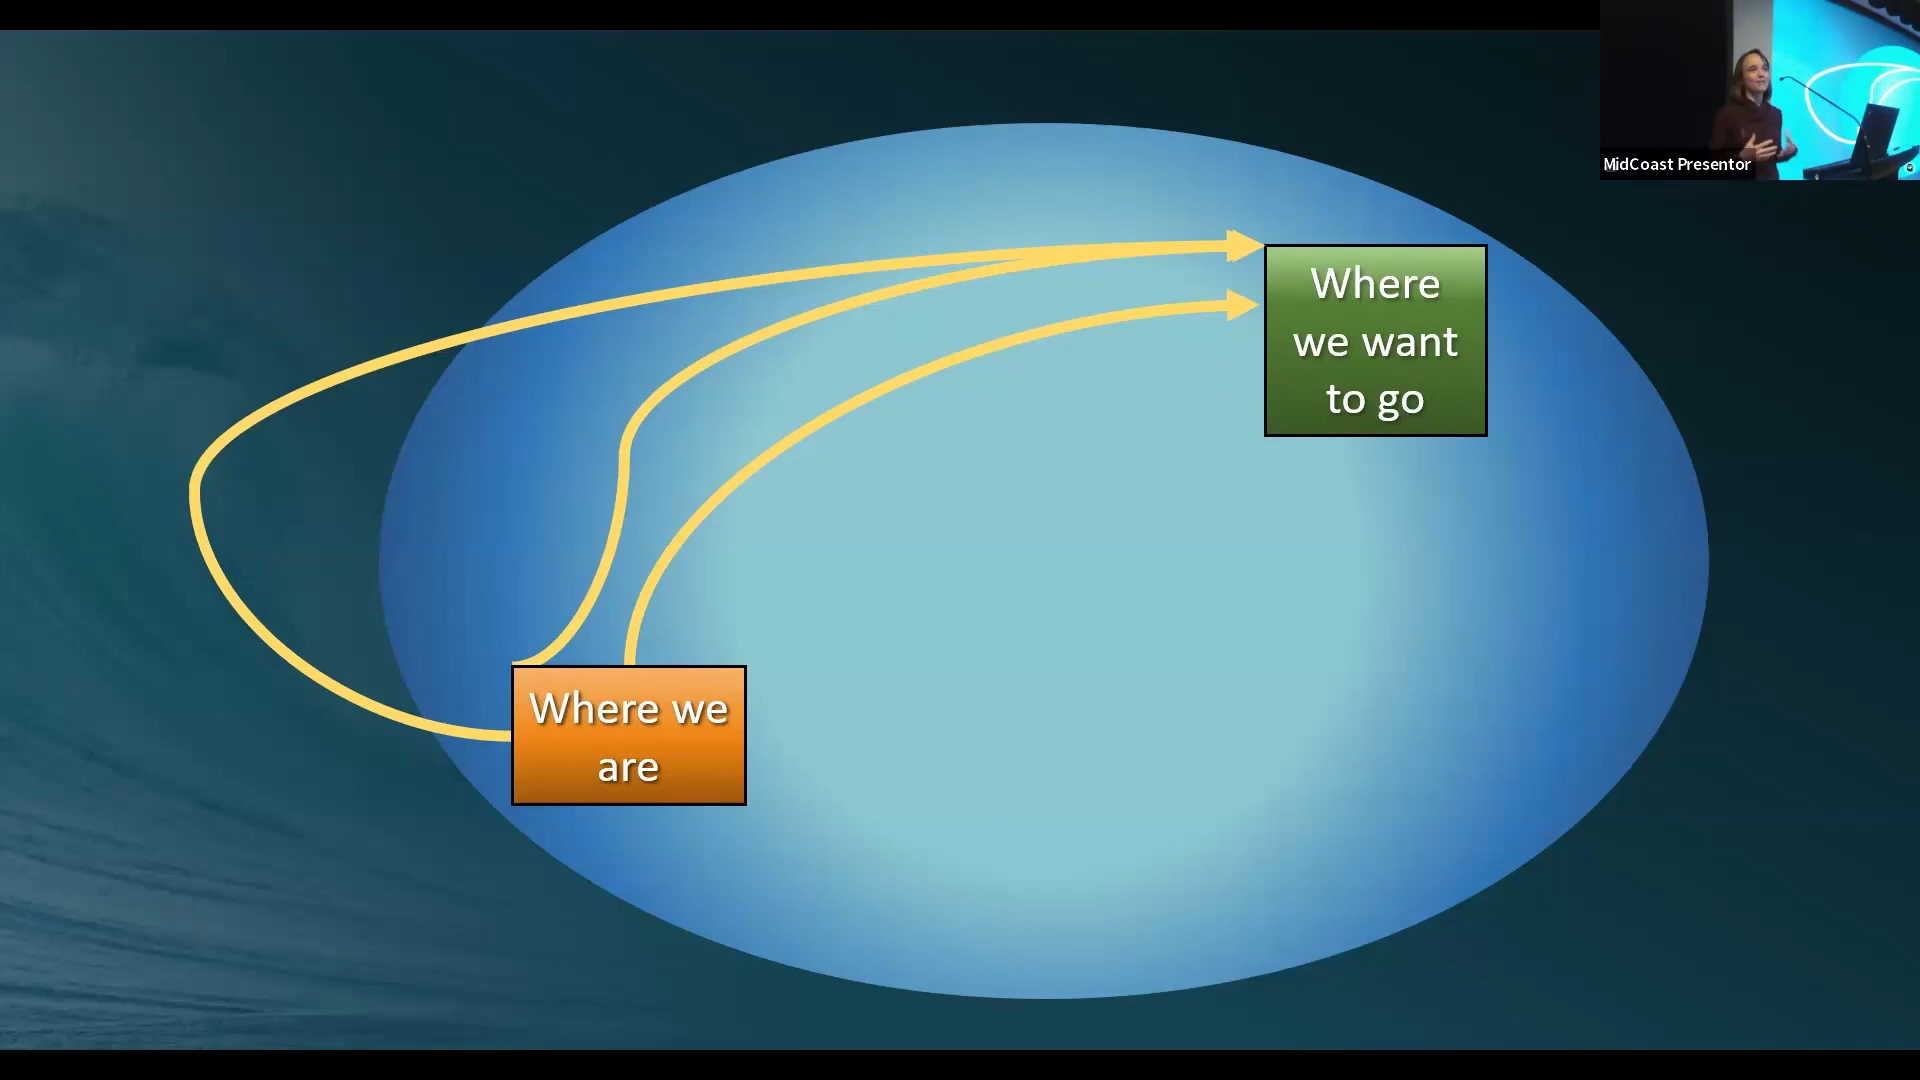 MidCoast Presentor
Where
we want
to go
Where we
are